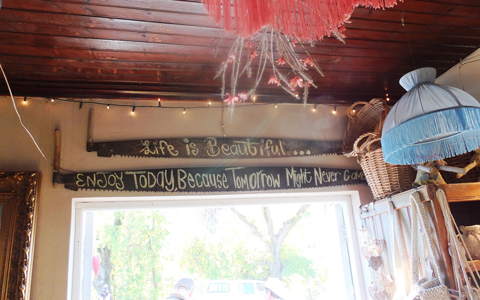 Life is Beautiful....
Enjoy Today, Because Tomorrow Might Never Come